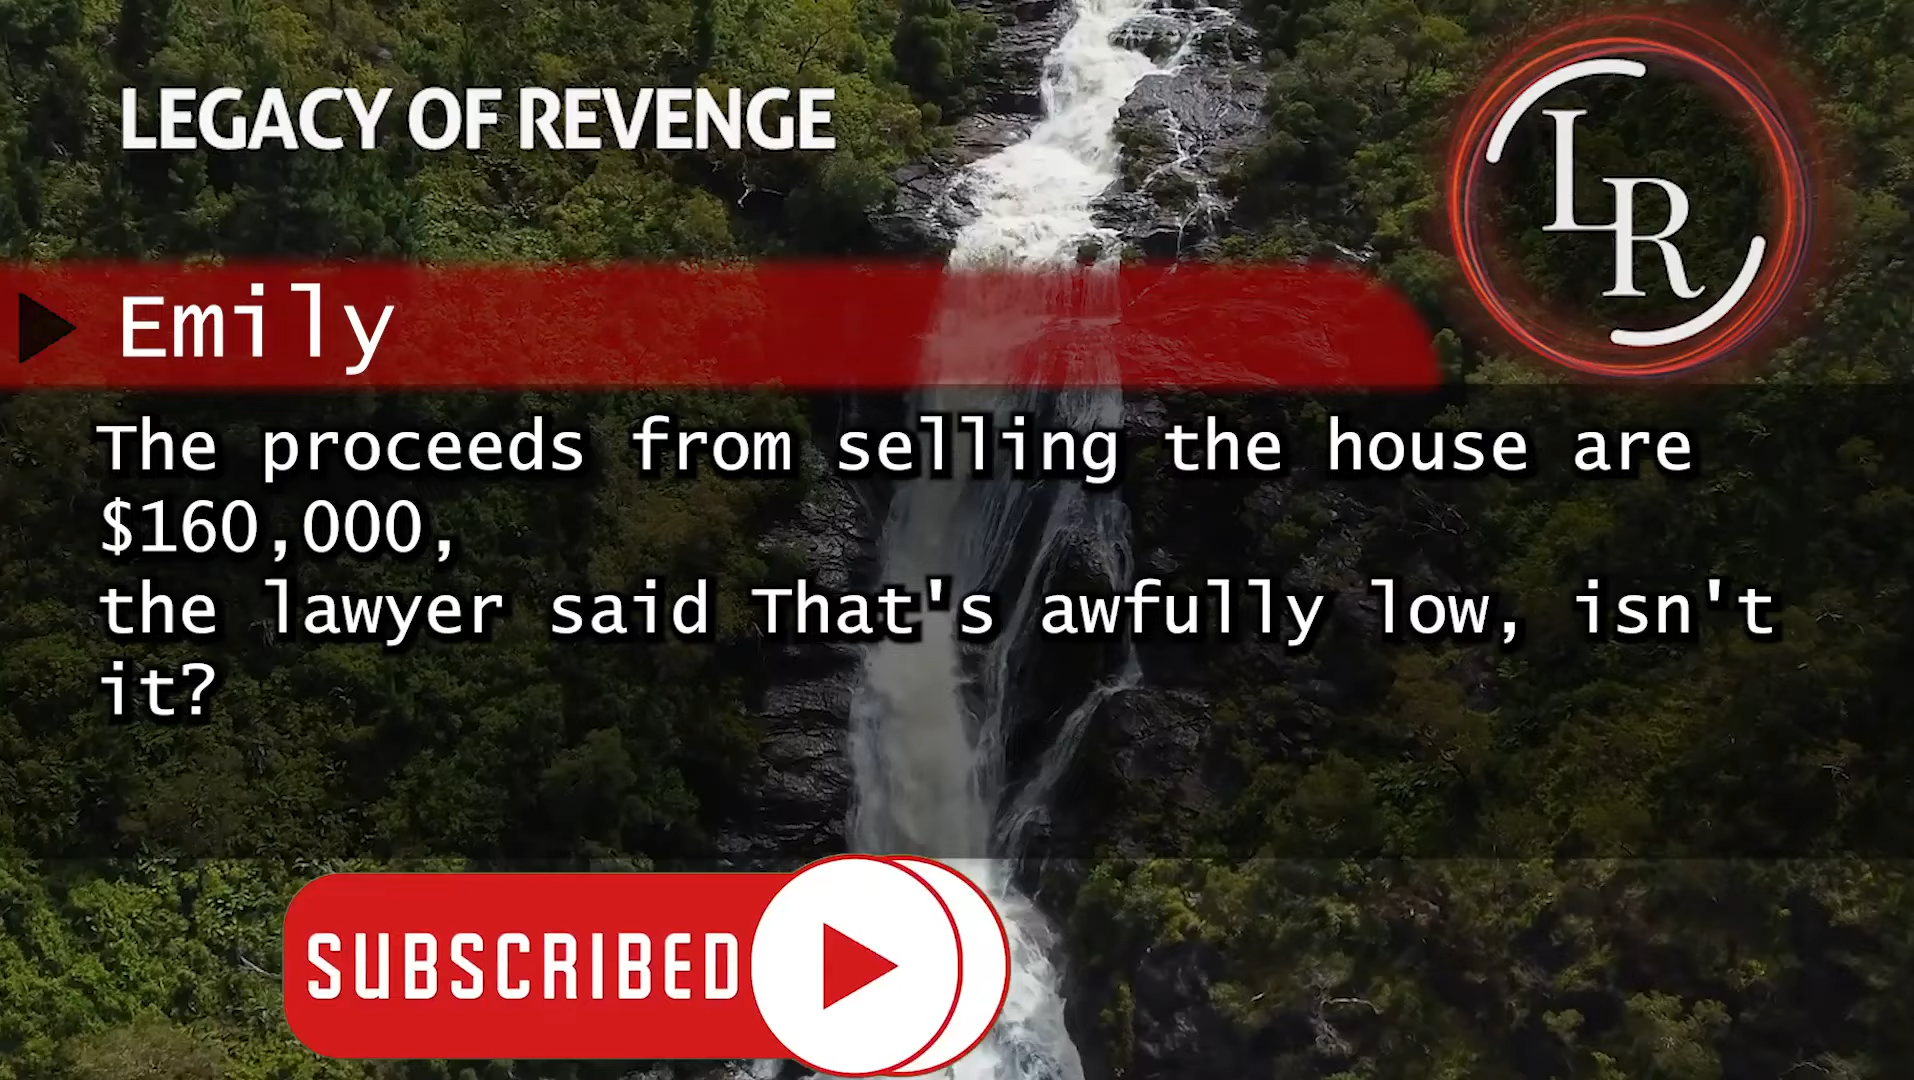 LEGACY OF REVENGE
LR
Emily
The proceeds from selling the house are
$160,000,
the lawyer said That's awfully low, isn't
it?
SUBSCRIBED